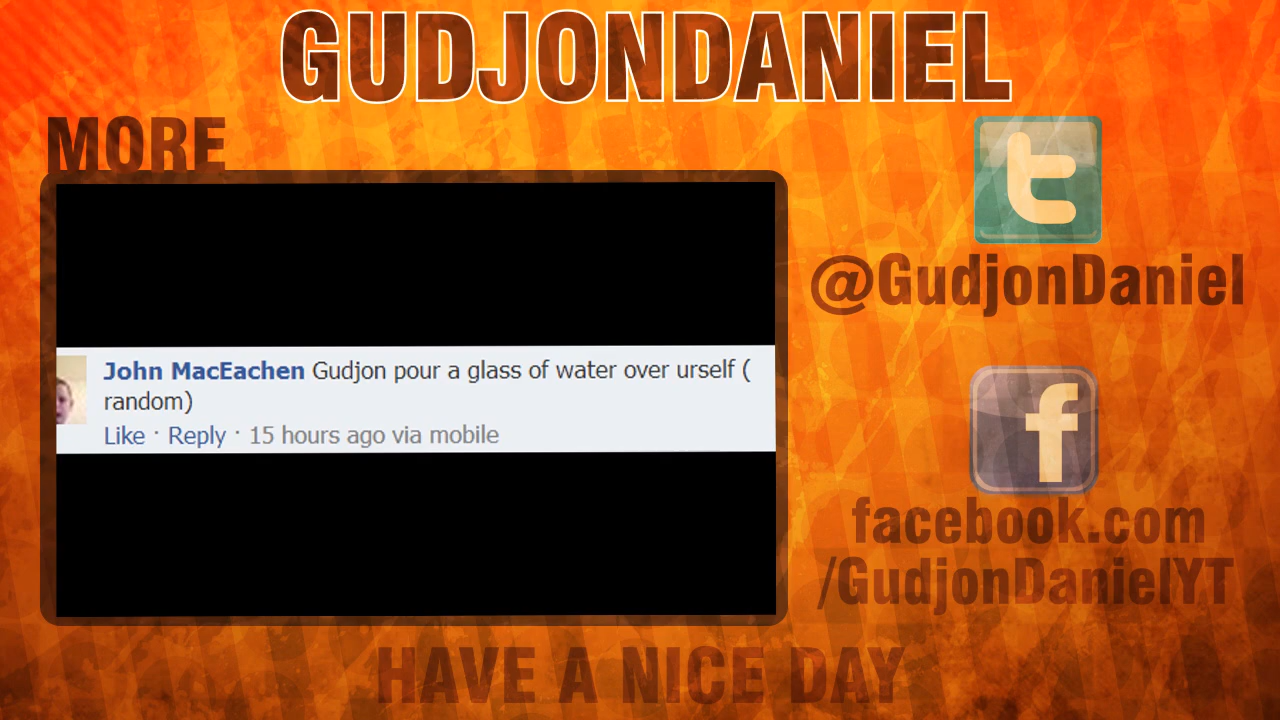 GUDJONDANIEL
MORE
John MacEachen Gudjon pour a glass of water over urself (
random)
Like · Reply · 15 hours ago via mobile
t
@GudjonDaniel
f
facebook.com
/GudjonDanielYT
HAVE A NICE DAY